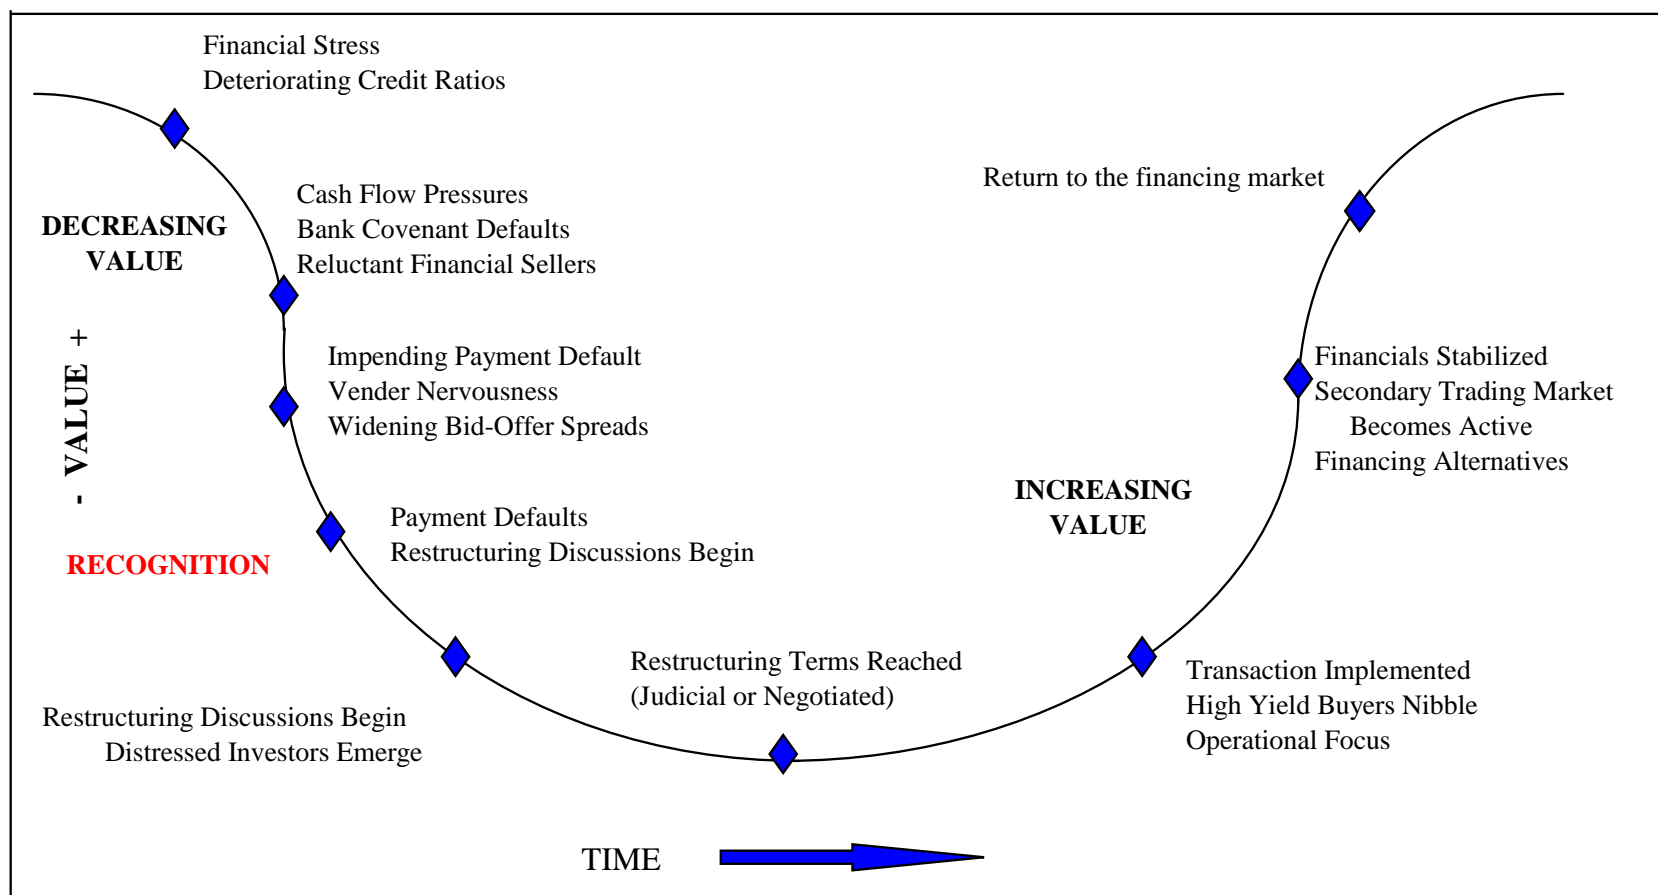 Financial Stress
Deteriorating Credit Ratios
Cash Flow Pressures
Bank Covenant Defaults
Reluctant Financial Sellers
DECREASING
VALUE
Return to the financing market
- VALUE +
Impending Payment Default
Vender Nervousness
Widening Bid-Offer Spreads
Financials Stabilized
Secondary Trading Market
Becomes Active
Financing Alternatives
INCREASING
VALUE
Payment Defaults
Restructuring Discussions Begin
RECOGNITION
Restructuring Discussions Begin
Distressed Investors Emerge
Restructuring Terms Reached
(Judicial or Negotiated)
Transaction Implemented
High Yield Buyers Nibble
Operational Focus
TIME